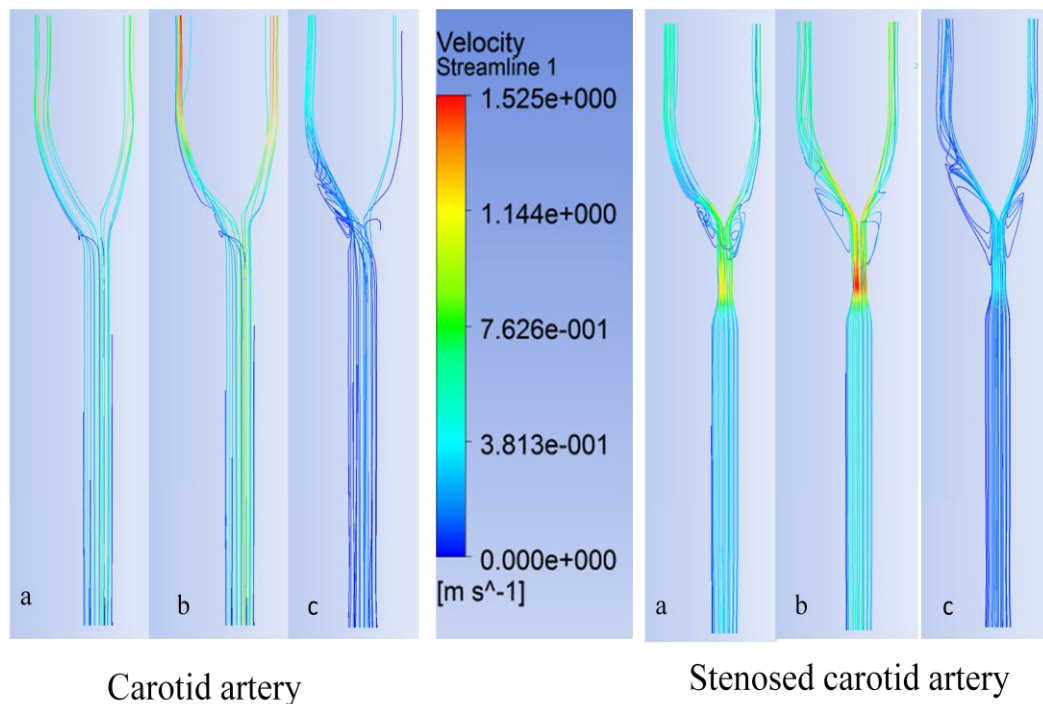 a
b
c
Velocity
Streamline 1
1.525e+000
1.144e+000
7.626e-001
3.813e-001
0.000e+000
[m s^-1]
a
b
c
Carotid artery
Stenosed carotid artery